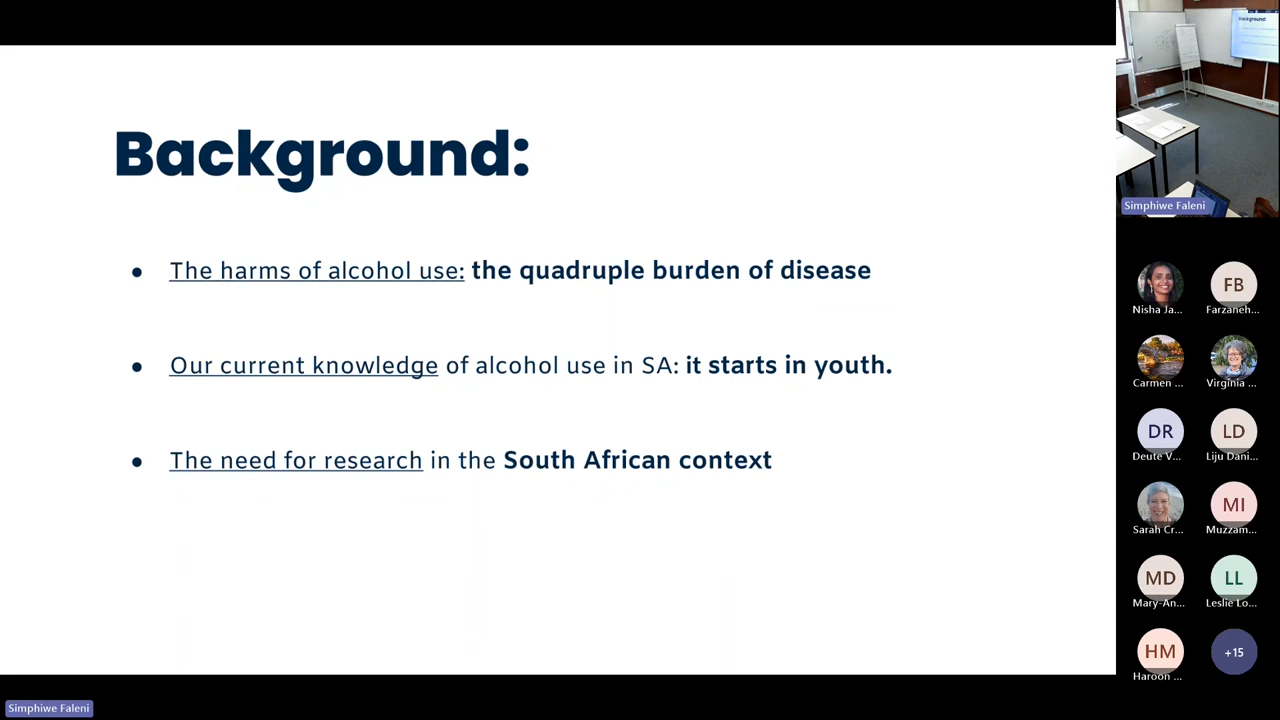 Background:
● The harms of alcohol use: the quadruple burden of disease
● Our current knowledge of alcohol use in SA: it starts in youth.
● The need for research in the South African context
Background:
Simphiwe Faleni
Nisha Ja...
FB
Farzaneh...
Carmen ...
Virginia ...
DR
Deute V...
LD
Liju Dani...
Sarah Cr...
MI
Muzzam...
MD
Mary-An...
LL
Leslie Lo...
HM
Haroon ...
+15
Simphiwe Faleni